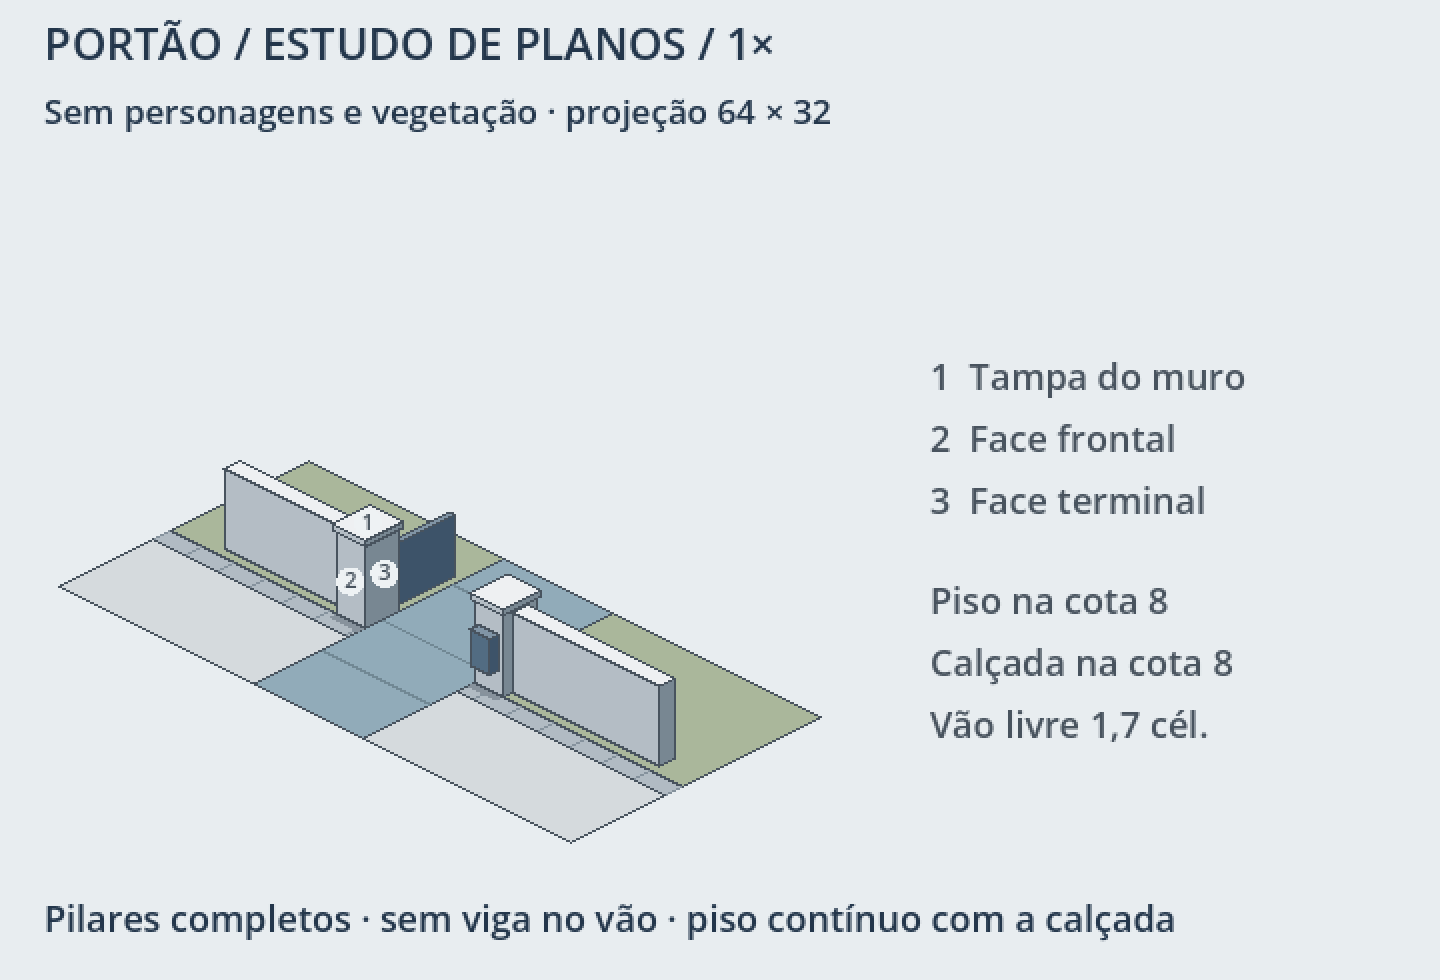 PORTÃO / ESTUDO DE PLANOS / 1×
Sem personagens e vegetação · projeção 64 × 32
1 Tampa do muro
2 Face frontal
3 Face terminal
1
2
3
Piso na cota 8
Calçada na cota 8
Vão livre 1,7 cél.
Pilares completos · sem viga no vão · piso contínuo com a calçada